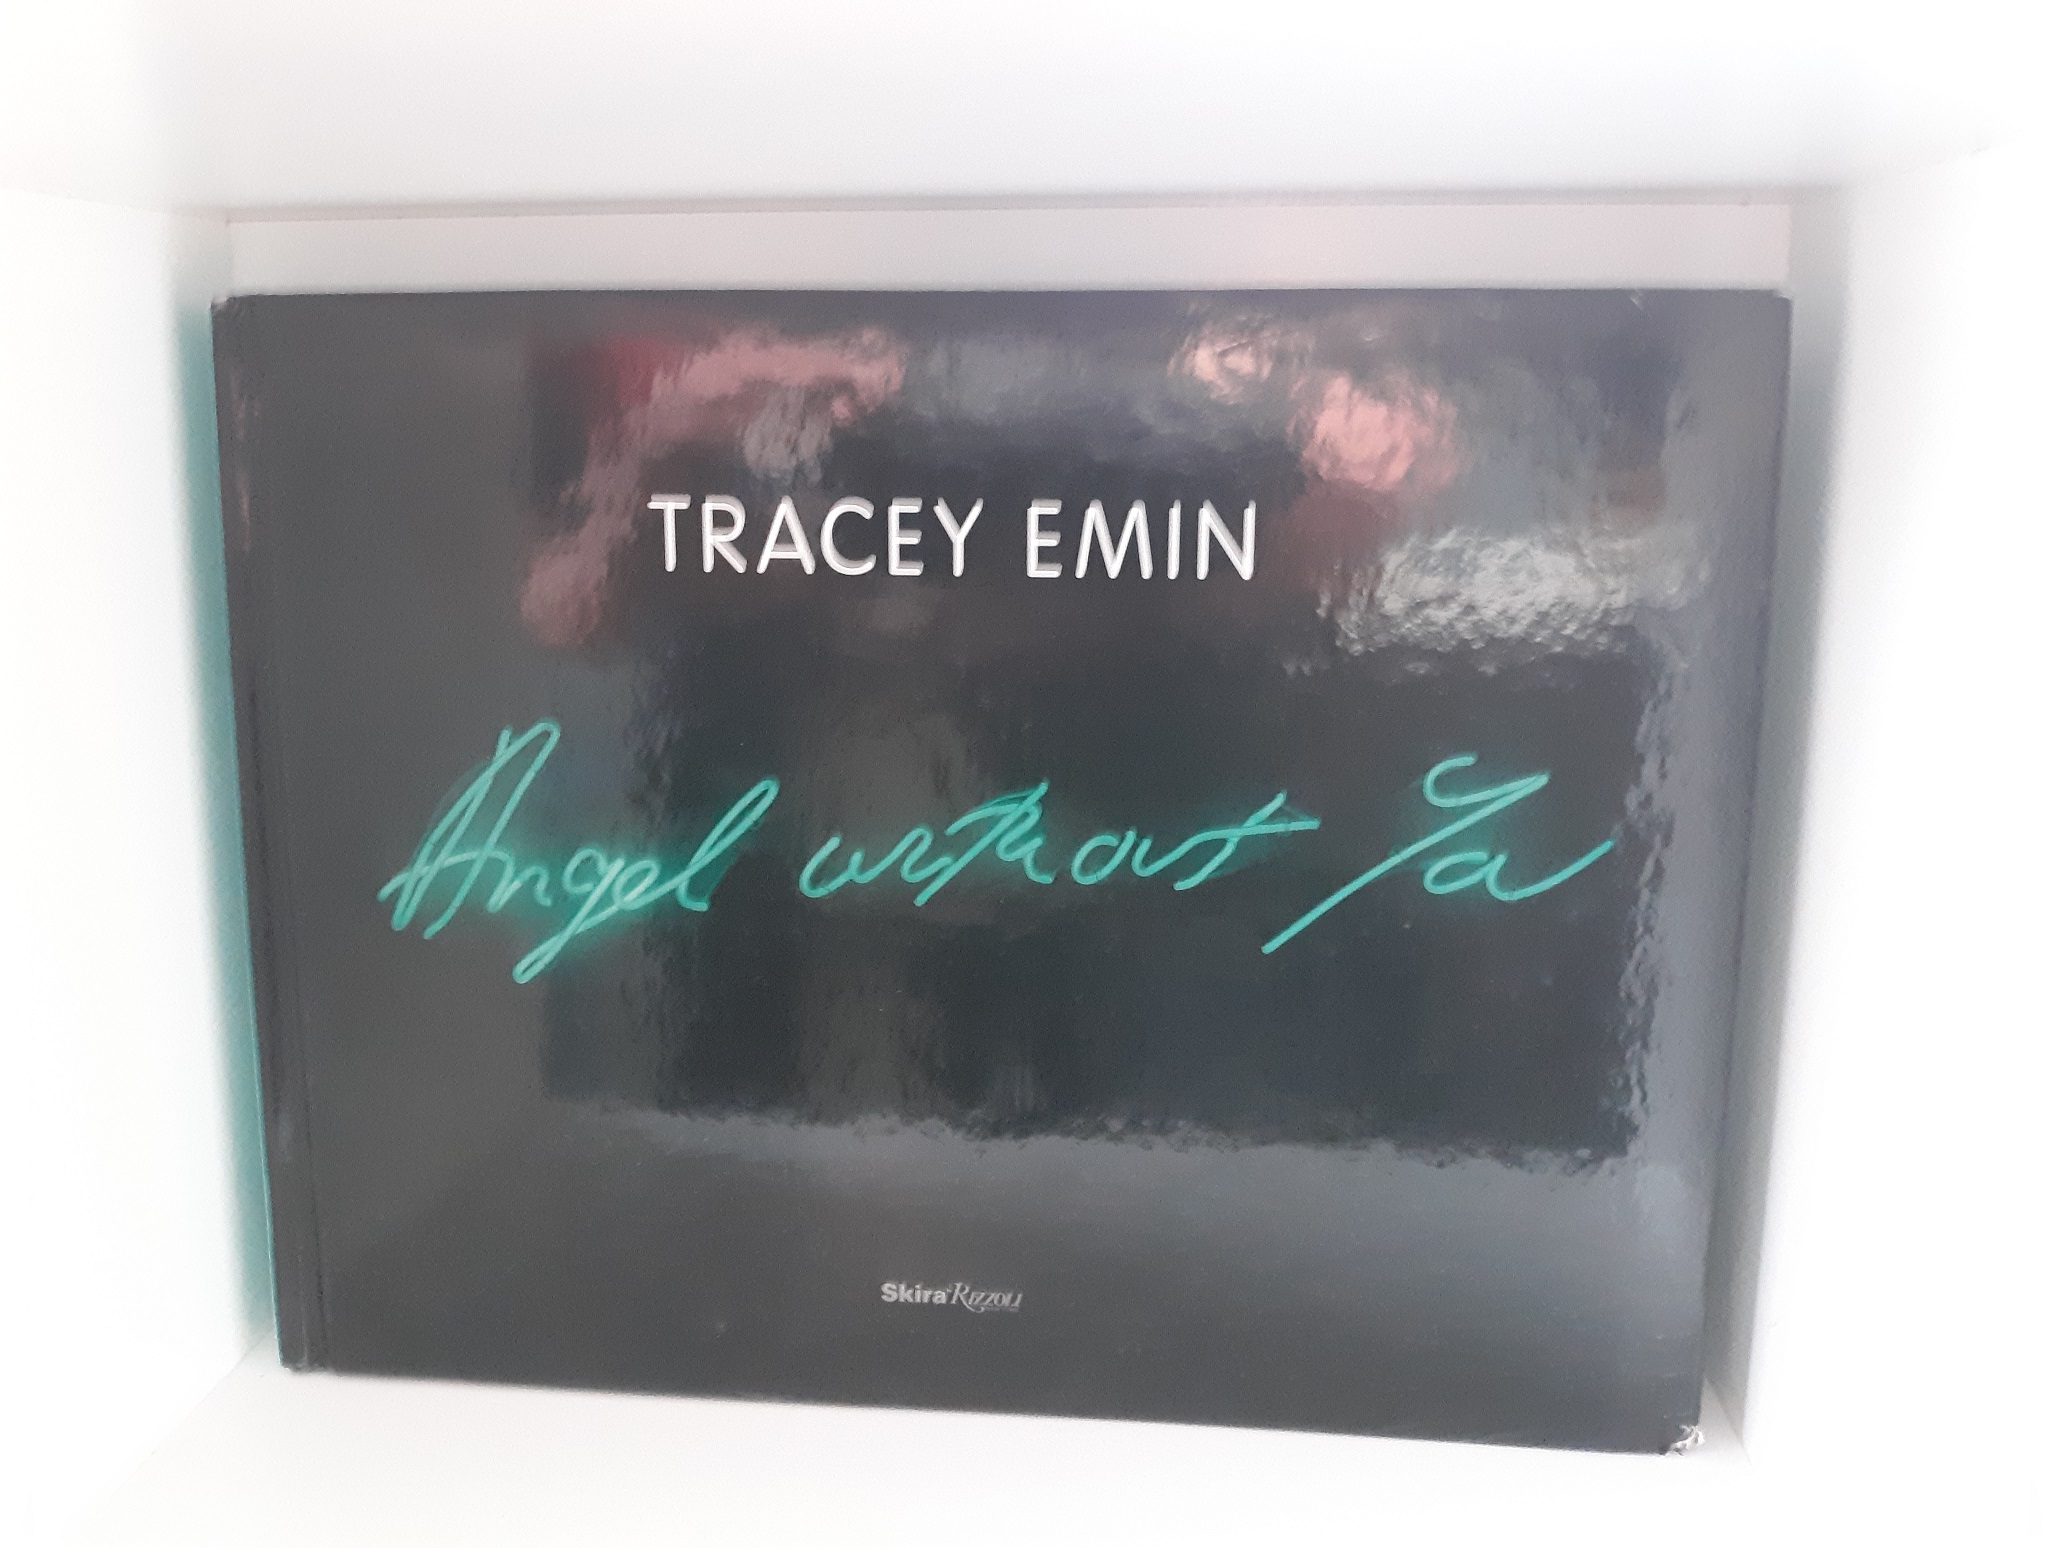 TRACEY EMIN
Angel without You
Skira RIZZOLI